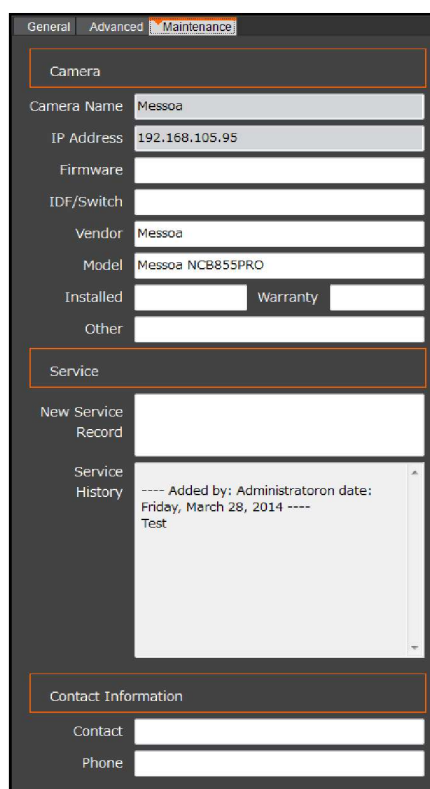 General Advanced Maintenance
Camera
Camera Name Messoa
IP Address 192.168.105.95
Firmware
IDF/Switch
Vendor Messoa
Model Messoa NCB855PRO
Installed Warranty
Other
Service
New Service
Record
Service
History
---- Added by: Administratoron date:
Friday, March 28, 2014 ----
Test
Contact Information
Contact
Phone